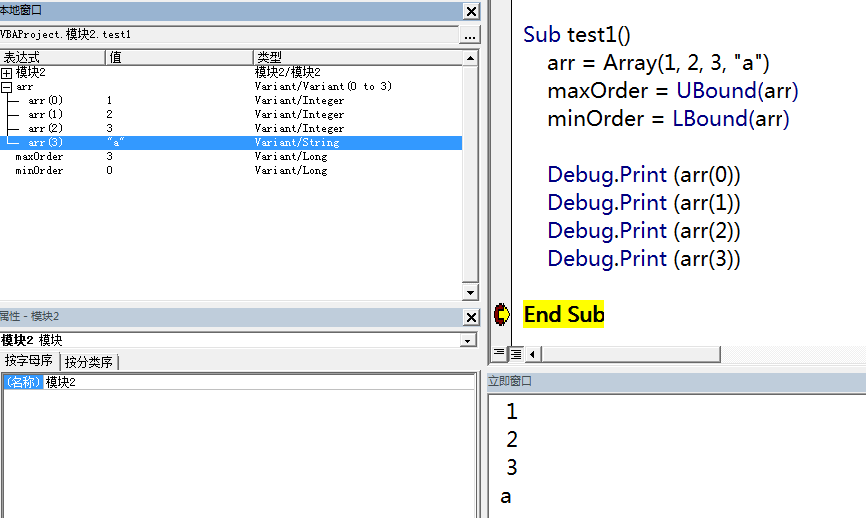 本地窗口
VBAProject.模块2.test1
...
表达式 值 类型
模块2 模块2/模块2
arr Variant/Variant(0 to 3)
arr(0) 1 Variant/Integer
arr(1) 2 Variant/Integer
arr(2) 3 Variant/Integer
arr(3) "a" Variant/String
maxOrder 3 Variant/Long
minOrder 0 Variant/Long
属性 - 模块2
模块2 模块
按字母序 按分类序
(名称) 模块2
Sub test1()
arr = Array(1, 2, 3, "a")
maxOrder = UBound(arr)
minOrder = LBound(arr)
Debug.Print (arr(0))
Debug.Print (arr(1))
Debug.Print (arr(2))
Debug.Print (arr(3))
End Sub
立即窗口
1
2
3
a